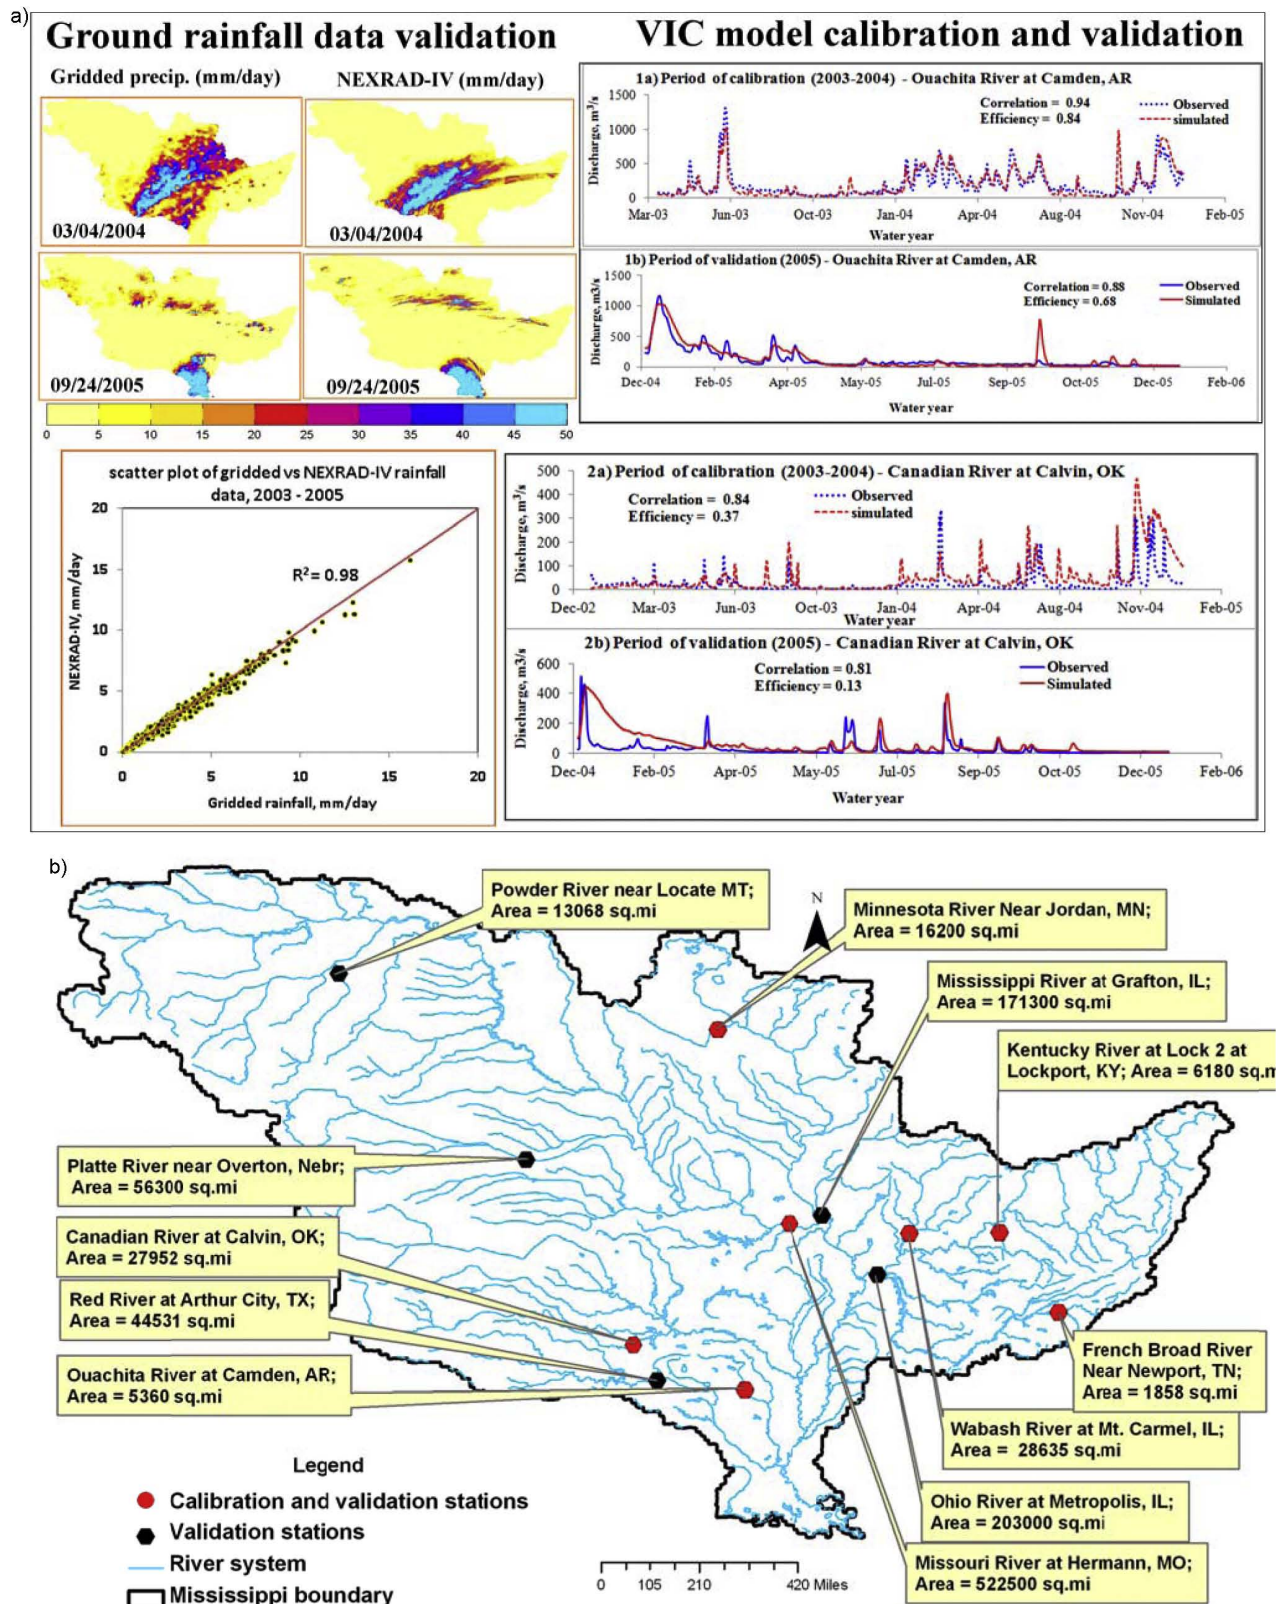 a)
Ground rainfall data validation
VIC model calibration and validation
Gridded precip. (mm/day)
NEXRAD-IV (mm/day)
03/04/2004
03/04/2004
09/24/2005
09/24/2005
0 5 10 15 20 25 30 35 40 45 50
1a) Period of calibration (2003-2004) - Ouachita River at Camden, AR
Correlation = 0.94
Efficiency = 0.84
Observed
simulated
Discharge, m³/s
1500
1000
500
0
Mar-03 Jun-03 Oct-03 Jan-04 Apr-04 Aug-04 Nov-04 Feb-05
Water year
1b) Period of validation (2005) - Ouachita River at Camden, AR
Correlation = 0.88
Efficiency = 0.68
Observed
Simulated
Discharge, m3/s
1500
1000
500
0
Dec-04 Feb-05 Apr-05 May-05 Jul-05 Sep-05 Oct-05 Dec-05 Feb-06
Water year
scatter plot of gridded vs NEXRAD-IV rainfall
data, 2003 - 2005
R² = 0.98
NEXRAD-IV, mm/day
20
15
10
5
0
0 5 10 15 20
Gridded rainfall, mm/day
2a) Period of calibration (2003-2004) - Canadian River at Calvin, OK
Correlation = 0.84
Efficiency = 0.37
Observed
simulated
Discharge, m³/s
500
400
300
200
100
0
Dec-02 Mar-03 Jun-03 Oct-03 Jan-04 Apr-04 Aug-04 Nov-04 Feb-05
Water year
2b) Period of validation (2005) - Canadian River at Calvin, OK
Correlation = 0.81
Efficiency = 0.13
Observed
Simulated
Discharge, m3/s
600
400
200
0
Dec-04 Feb-05 Apr-05 May-05 Jul-05 Sep-05 Oct-05 Dec-05 Feb-06
Water year
b)
Powder River near Locate MT;
Area = 13068 sq.mi
N
Minnesota River Near Jordan, MN;
Area = 16200 sq.mi
Mississippi River at Grafton, IL;
Area = 171300 sq.mi
Kentucky River at Lock 2 at
Lockport, KY; Area = 6180 sq.m
Platte River near Overton, Nebr;
Area = 56300 sq.mi
Canadian River at Calvin, OK;
Area = 27952 sq.mi
Red River at Arthur City, TX;
Area = 44531 sq.mi
Ouachita River at Camden, AR;
Area = 5360 sq.mi
French Broad River
Near Newport, TN;
Area = 1858 sq.mi
Wabash River at Mt. Carmel, IL;
Area = 28635 sq.mi
Ohio River at Metropolis, IL;
Area = 203000 sq.mi
Missouri River at Hermann, MO;
Area = 522500 sq.mi
Legend
Calibration and validation stations
Validation stations
River system
Mississippi boundary
0 105 210 420 Miles